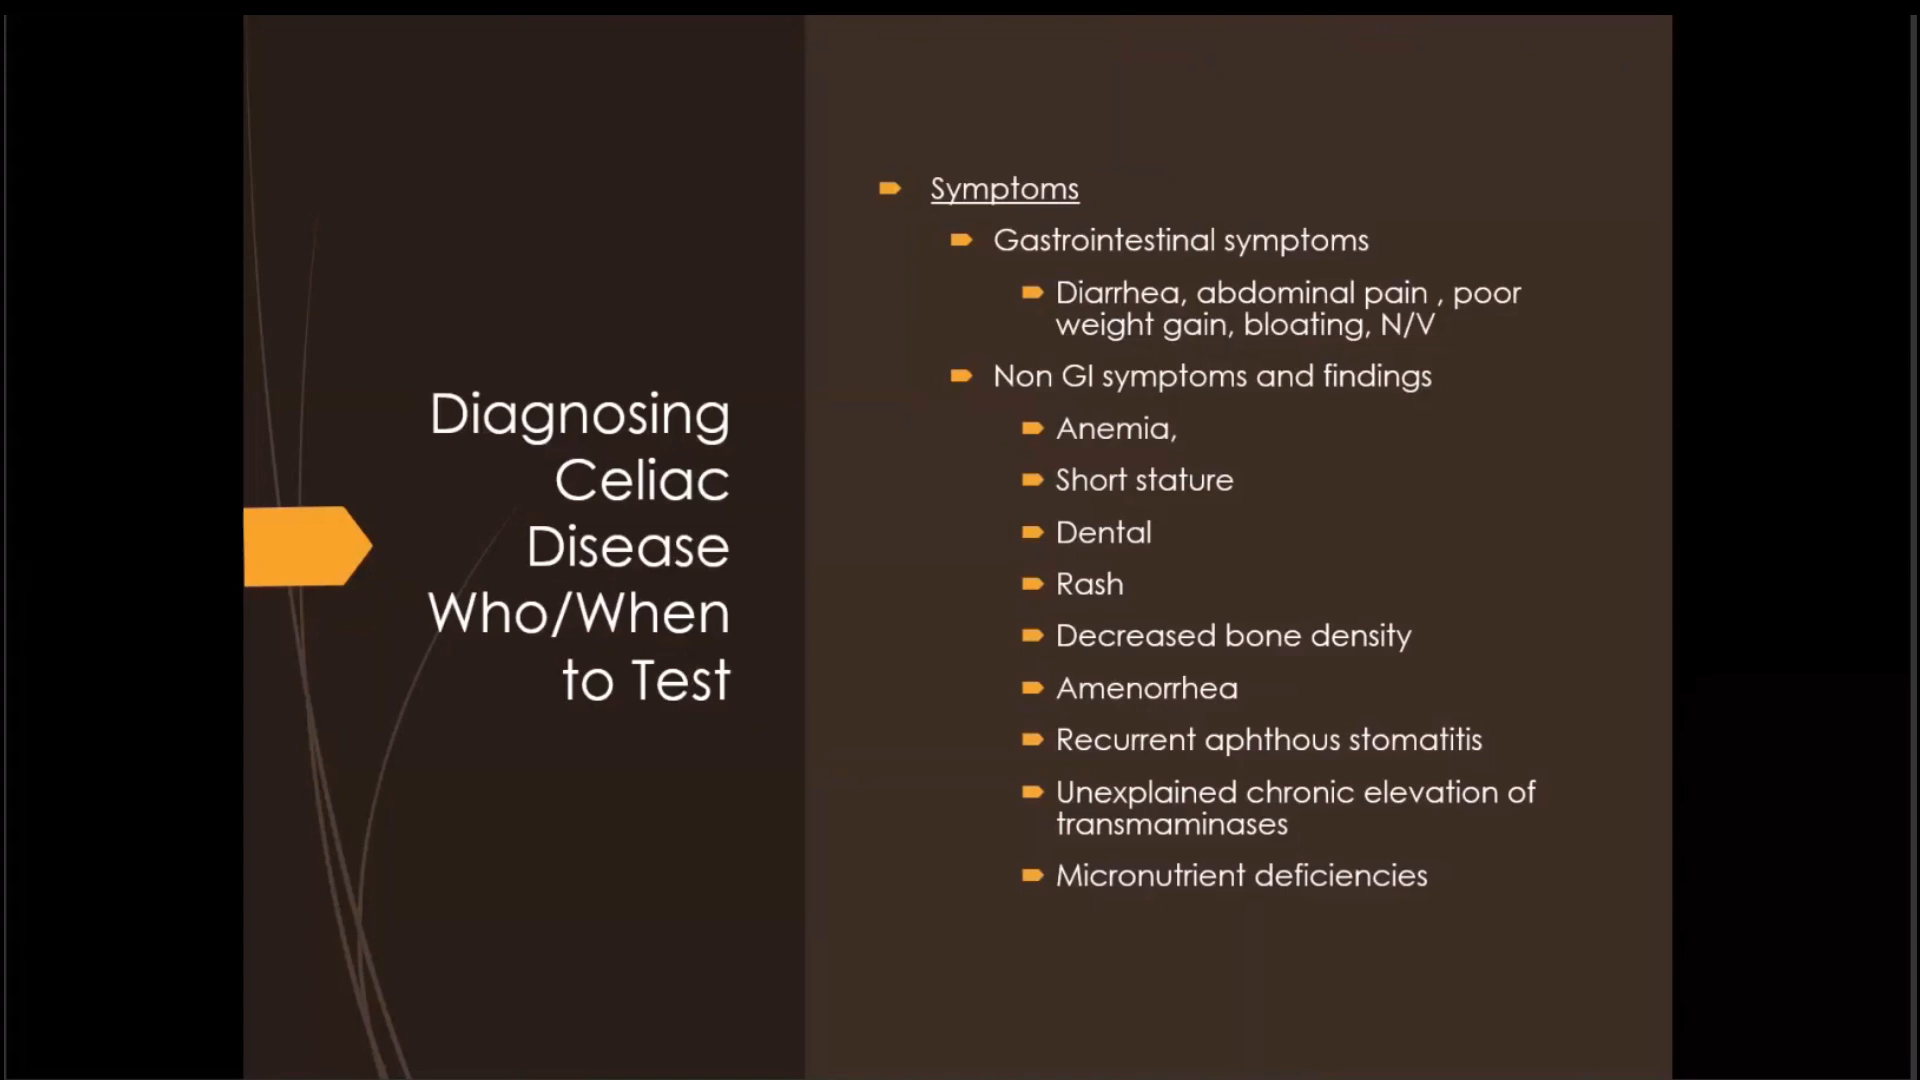 Diagnosing
Celiac
Disease
Who/When
to Test
Symptoms
Gastrointestinal symptoms
Diarrhea, abdominal pain , poor
weight gain, bloating, N/V
Non GI symptoms and findings
Anemia,
Short stature
Dental
Rash
Decreased bone density
Amenorrhea
Recurrent aphthous stomatitis
Unexplained chronic elevation of
transmaminases
Micronutrient deficiencies